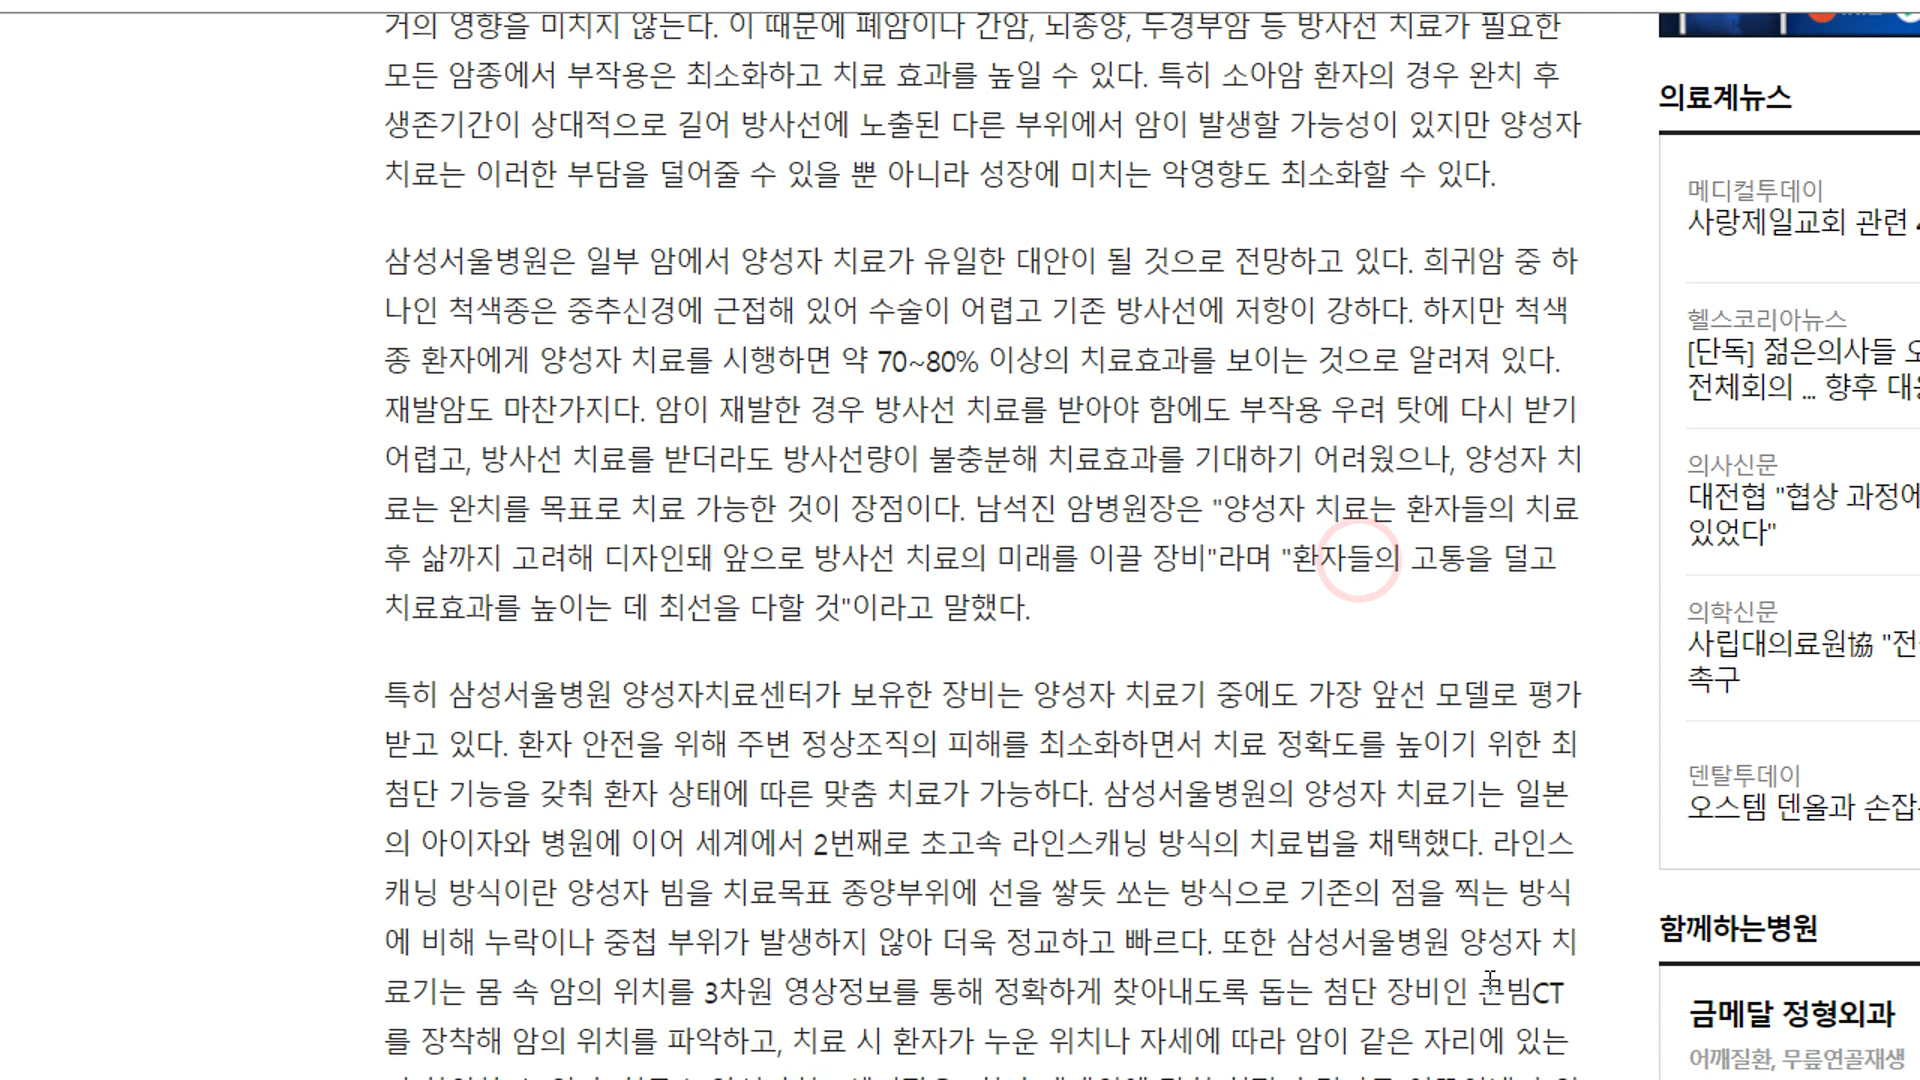 거의 영향을 미치지 않는다. 이 때문에 폐암이나 간암, 뇌종양, 두경부암 등 방사선 치료가 필요한
모든 암종에서 부작용은 최소화하고 치료 효과를 높일 수 있다. 특히 소아암 환자의 경우 완치 후
생존기간이 상대적으로 길어 방사선에 노출된 다른 부위에서 암이 발생할 가능성이 있지만 양성자
치료는 이러한 부담을 덜어줄 수 있을 뿐 아니라 성장에 미치는 악영향도 최소화할 수 있다.
삼성서울병원은 일부 암에서 양성자 치료가 유일한 대안이 될 것으로 전망하고 있다. 희귀암 중 하
나인 척색종은 중추신경에 근접해 있어 수술이 어렵고 기존 방사선에 저항이 강하다. 하지만 척색
종 환자에게 양성자 치료를 시행하면 약 70~80% 이상의 치료효과를 보이는 것으로 알려져 있다.
재발암도 마찬가지다. 암이 재발한 경우 방사선 치료를 받아야 함에도 부작용 우려 탓에 다시 받기
어렵고, 방사선 치료를 받더라도 방사선량이 불충분해 치료효과를 기대하기 어려웠으나, 양성자 치
료는 완치를 목표로 치료 가능한 것이 장점이다. 남석진 암병원장은 "양성자 치료는 환자들의 치료
후 삶까지 고려해 디자인돼 앞으로 방사선 치료의 미래를 이끌 장비"라며 "환자들의 고통을 덜고
치료효과를 높이는 데 최선을 다할 것"이라고 말했다.
특히 삼성서울병원 양성자치료센터가 보유한 장비는 양성자 치료기 중에도 가장 앞선 모델로 평가
받고 있다. 환자 안전을 위해 주변 정상조직의 피해를 최소화하면서 치료 정확도를 높이기 위한 최
첨단 기능을 갖춰 환자 상태에 따른 맞춤 치료가 가능하다. 삼성서울병원의 양성자 치료기는 일본
의 아이자와 병원에 이어 세계에서 2번째로 초고속 라인스캐닝 방식의 치료법을 채택했다. 라인스
캐닝 방식이란 양성자 빔을 치료목표 종양부위에 선을 쌓듯 쏘는 방식으로 기존의 점을 찍는 방식
에 비해 누락이나 중첩 부위가 발생하지 않아 더욱 정교하고 빠르다. 또한 삼성서울병원 양성자 치
료기는 몸 속 암의 위치를 3차원 영상정보를 통해 정확하게 찾아내도록 돕는 첨단 장비인 콘빔CT
를 장착해 암의 위치를 파악하고, 치료 시 환자가 누운 위치나 자세에 따라 암이 같은 자리에 있는
의료계뉴스
메디컬투데이
사랑제일교회 관련
헬스코리아뉴스
[단독] 젊은의사들
전체회의 ... 향후
의사신문
대전협 "협상 과정에
있었다"
의학신문
사립대의료원協
촉구
덴탈투데이
오스템 덴올과
함께하는병원
금메달 정형외과
어깨질환, 무릎연골재생